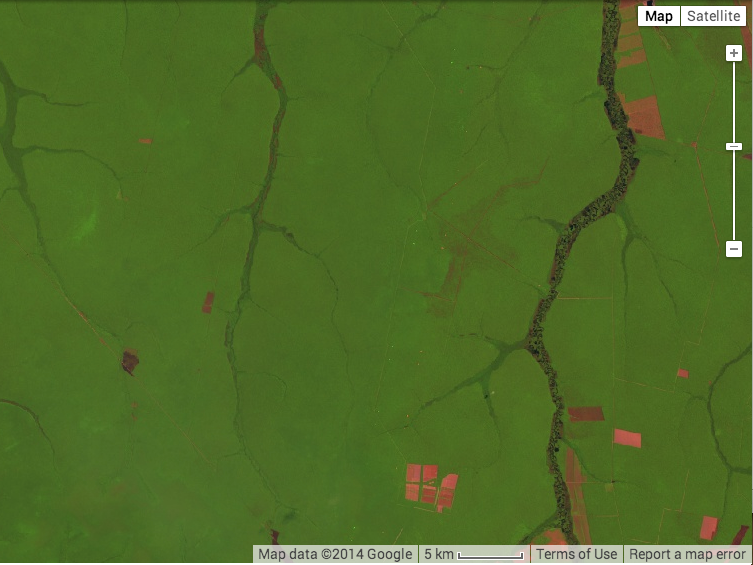 Map Satellite
+
−
Map data ©2014 Google 5 km Terms of Use Report a map error